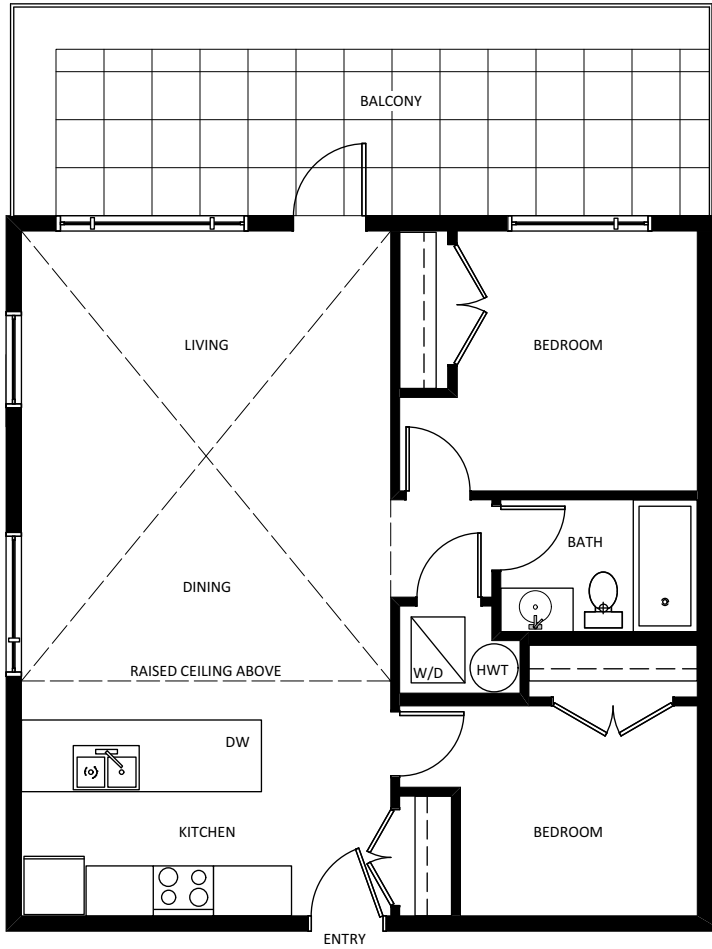 BALCONY
LIVING
BEDROOM
BATH
DINING
RAISED CEILING ABOVE
W/D
HWT
DW
KITCHEN
BEDROOM
ENTRY